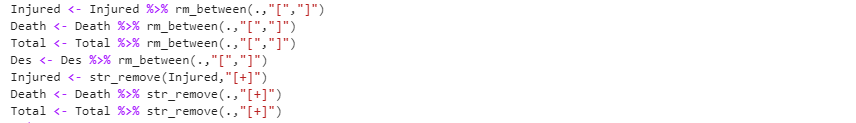 Injured <- Injured %>% rm_between(.,"[","]")
Death <- Death %>% rm_between(.,"[","]")
Total <- Total %>% rm_between(.,"[","]")
Des <- Des %>% rm_between(.,"[","]")
Injured <- str_remove(Injured,"[+]")
Death <- Death %>% str_remove(.,"[+]")
Total <- Total %>% str_remove(.,"[+]")